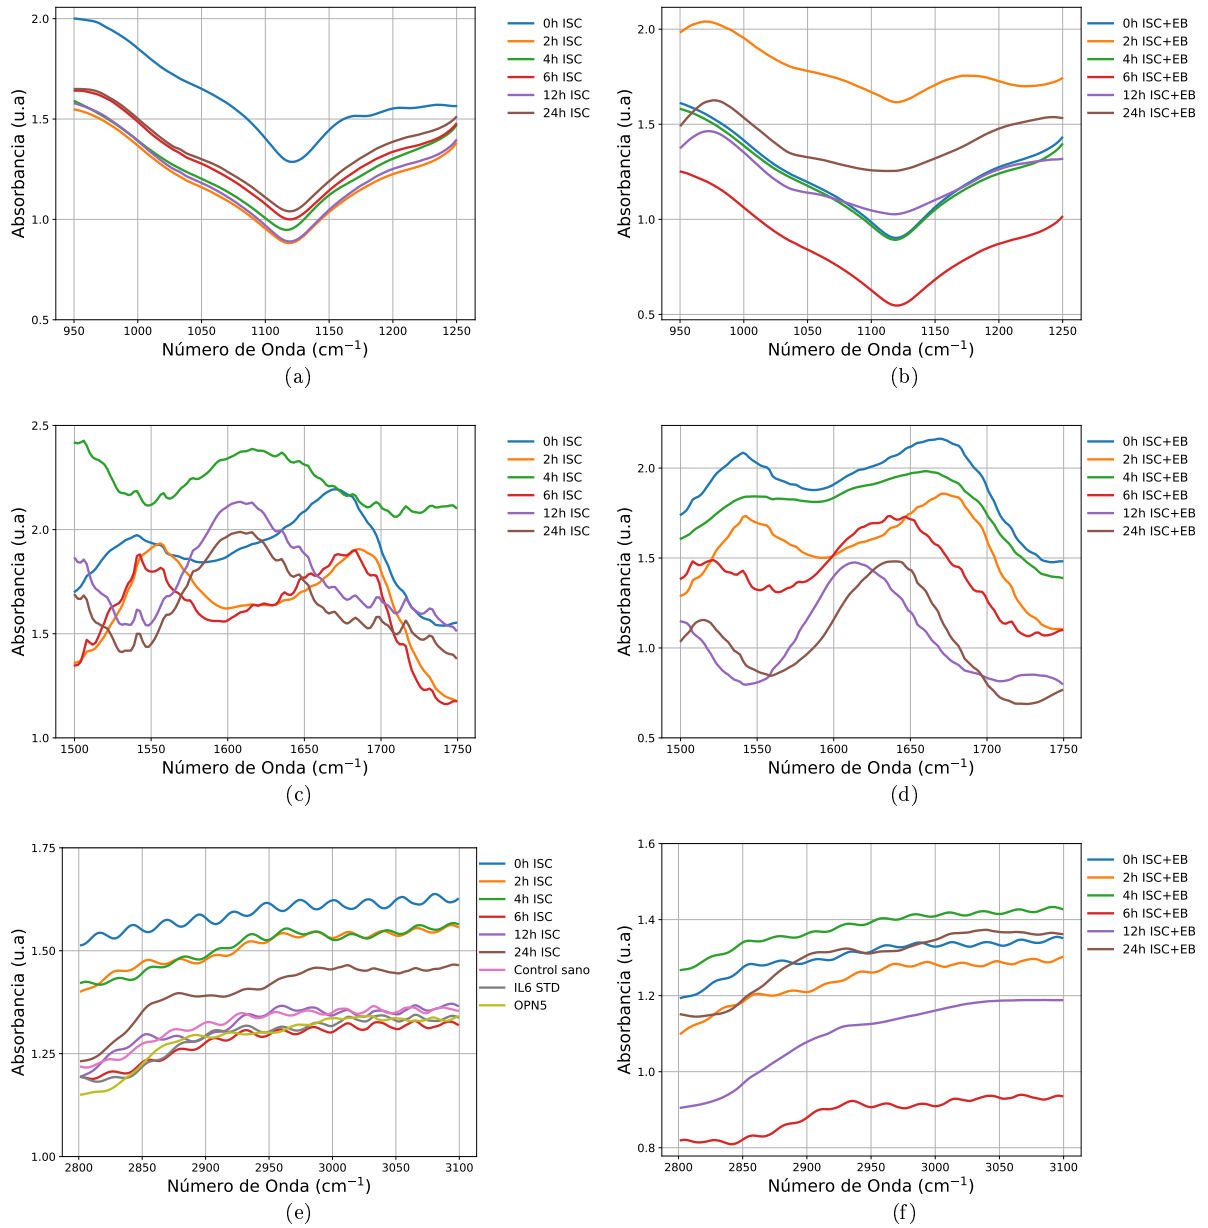 2.0
1.5
1.0
0.5
Absorbancia (u.a)
950 1000 1050 1100 1150 1200 1250
Número de Onda (cm⁻¹)
0h ISC
2h ISC
4h ISC
6h ISC
12h ISC
24h ISC
(a)
2.0
1.5
1.0
0.5
Absorbancia (u.a)
950 1000 1050 1100 1150 1200 1250
Número de Onda (cm⁻¹)
0h ISC+EB
2h ISC+EB
4h ISC+EB
6h ISC+EB
12h ISC+EB
24h ISC+EB
(b)
2.5
2.0
1.5
1.0
Absorbancia (u.a)
1500 1550 1600 1650 1700 1750
Número de Onda (cm⁻¹)
0h ISC
2h ISC
4h ISC
6h ISC
12h ISC
24h ISC
(c)
2.0
1.5
1.0
0.5
Absorbancia (u.a)
1500 1550 1600 1650 1700 1750
Número de Onda (cm⁻¹)
0h ISC+EB
2h ISC+EB
4h ISC+EB
6h ISC+EB
12h ISC+EB
24h ISC+EB
(d)
1.75
1.50
1.25
1.00
Absorbancia (u.a)
2800 2850 2900 2950 3000 3050 3100
Número de Onda (cm⁻¹)
0h ISC
2h ISC
4h ISC
6h ISC
12h ISC
24h ISC
Control sano
IL6 STD
OPN5
(e)
1.6
1.4
1.2
1.0
0.8
Absorbancia (u.a)
2800 2850 2900 2950 3000 3050 3100
Número de Onda (cm⁻¹)
0h ISC+EB
2h ISC+EB
4h ISC+EB
6h ISC+EB
12h ISC+EB
24h ISC+EB
(f)